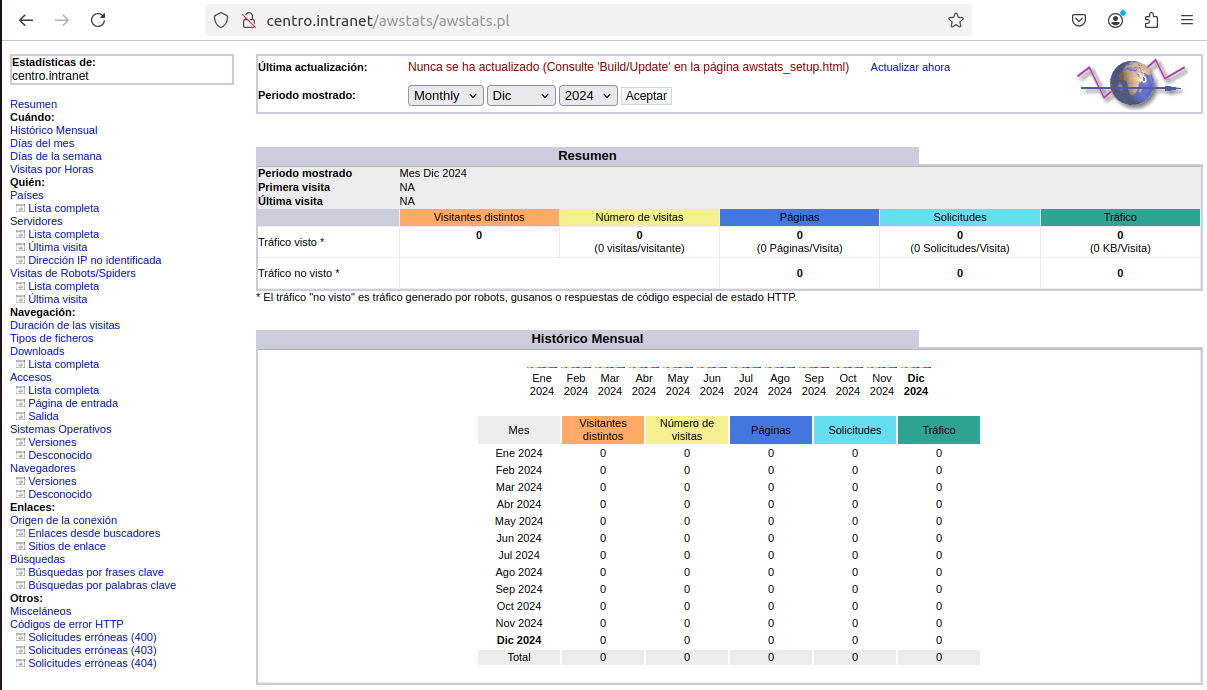 centro.intranet/awstats/awstats.pl
Estadísticas de:
centro.intranet
Resumen
Cuándo:
Histórico Mensual
Días del mes
Días de la semana
Visitas por Horas
Quién:
Países
Lista completa
Servidores
Lista completa
Última visita
Dirección IP no identificada
Visitas de Robots/Spiders
Lista completa
Última visita
Navegación:
Duración de las visitas
Tipos de ficheros
Downloads
Lista completa
Accesos
Lista completa
Página de entrada
Salida
Sistemas Operativos
Versiones
Desconocido
Navegadores
Versiones
Desconocido
Enlaces:
Origen de la conexión
Enlaces desde buscadores
Sitios de enlace
Búsquedas
Búsquedas por frases clave
Búsquedas por palabras clave
Otros:
Misceláneos
Códigos de error HTTP
Solicitudes erróneas (400)
Solicitudes erróneas (403)
Solicitudes erróneas (404)
Última actualización: Nunca se ha actualizado (Consulte 'Build/Update' en la página awstats_setup.html) Actualizar ahora
Periodo mostrado: Monthly Dic 2024 Aceptar
Resumen
Periodo mostrado Mes Dic 2024
Primera visita NA
Última visita NA
Visitantes distintos Número de visitas Páginas Solicitudes Tráfico
Tráfico visto * 0 0 0 0 0
(0 visitas/visitante) (0 Páginas/Visita) (0 Solicitudes/Visita) (0 KB/Visita)
Tráfico no visto * 0 0 0
* El tráfico "no visto" es tráfico generado por robots, gusanos o respuestas de código especial de estado HTTP.
Histórico Mensual
Ene Feb Mar Abr May Jun Jul Ago Sep Oct Nov Dic
2024 2024 2024 2024 2024 2024 2024 2024 2024 2024 2024 2024
Mes Visitantes distintos Número de visitas Páginas Solicitudes Tráfico
Ene 2024 0 0 0 0 0
Feb 2024 0 0 0 0 0
Mar 2024 0 0 0 0 0
Abr 2024 0 0 0 0 0
May 2024 0 0 0 0 0
Jun 2024 0 0 0 0 0
Jul 2024 0 0 0 0 0
Ago 2024 0 0 0 0 0
Sep 2024 0 0 0 0 0
Oct 2024 0 0 0 0 0
Nov 2024 0 0 0 0 0
Dic 2024 0 0 0 0 0
Total 0 0 0 0 0